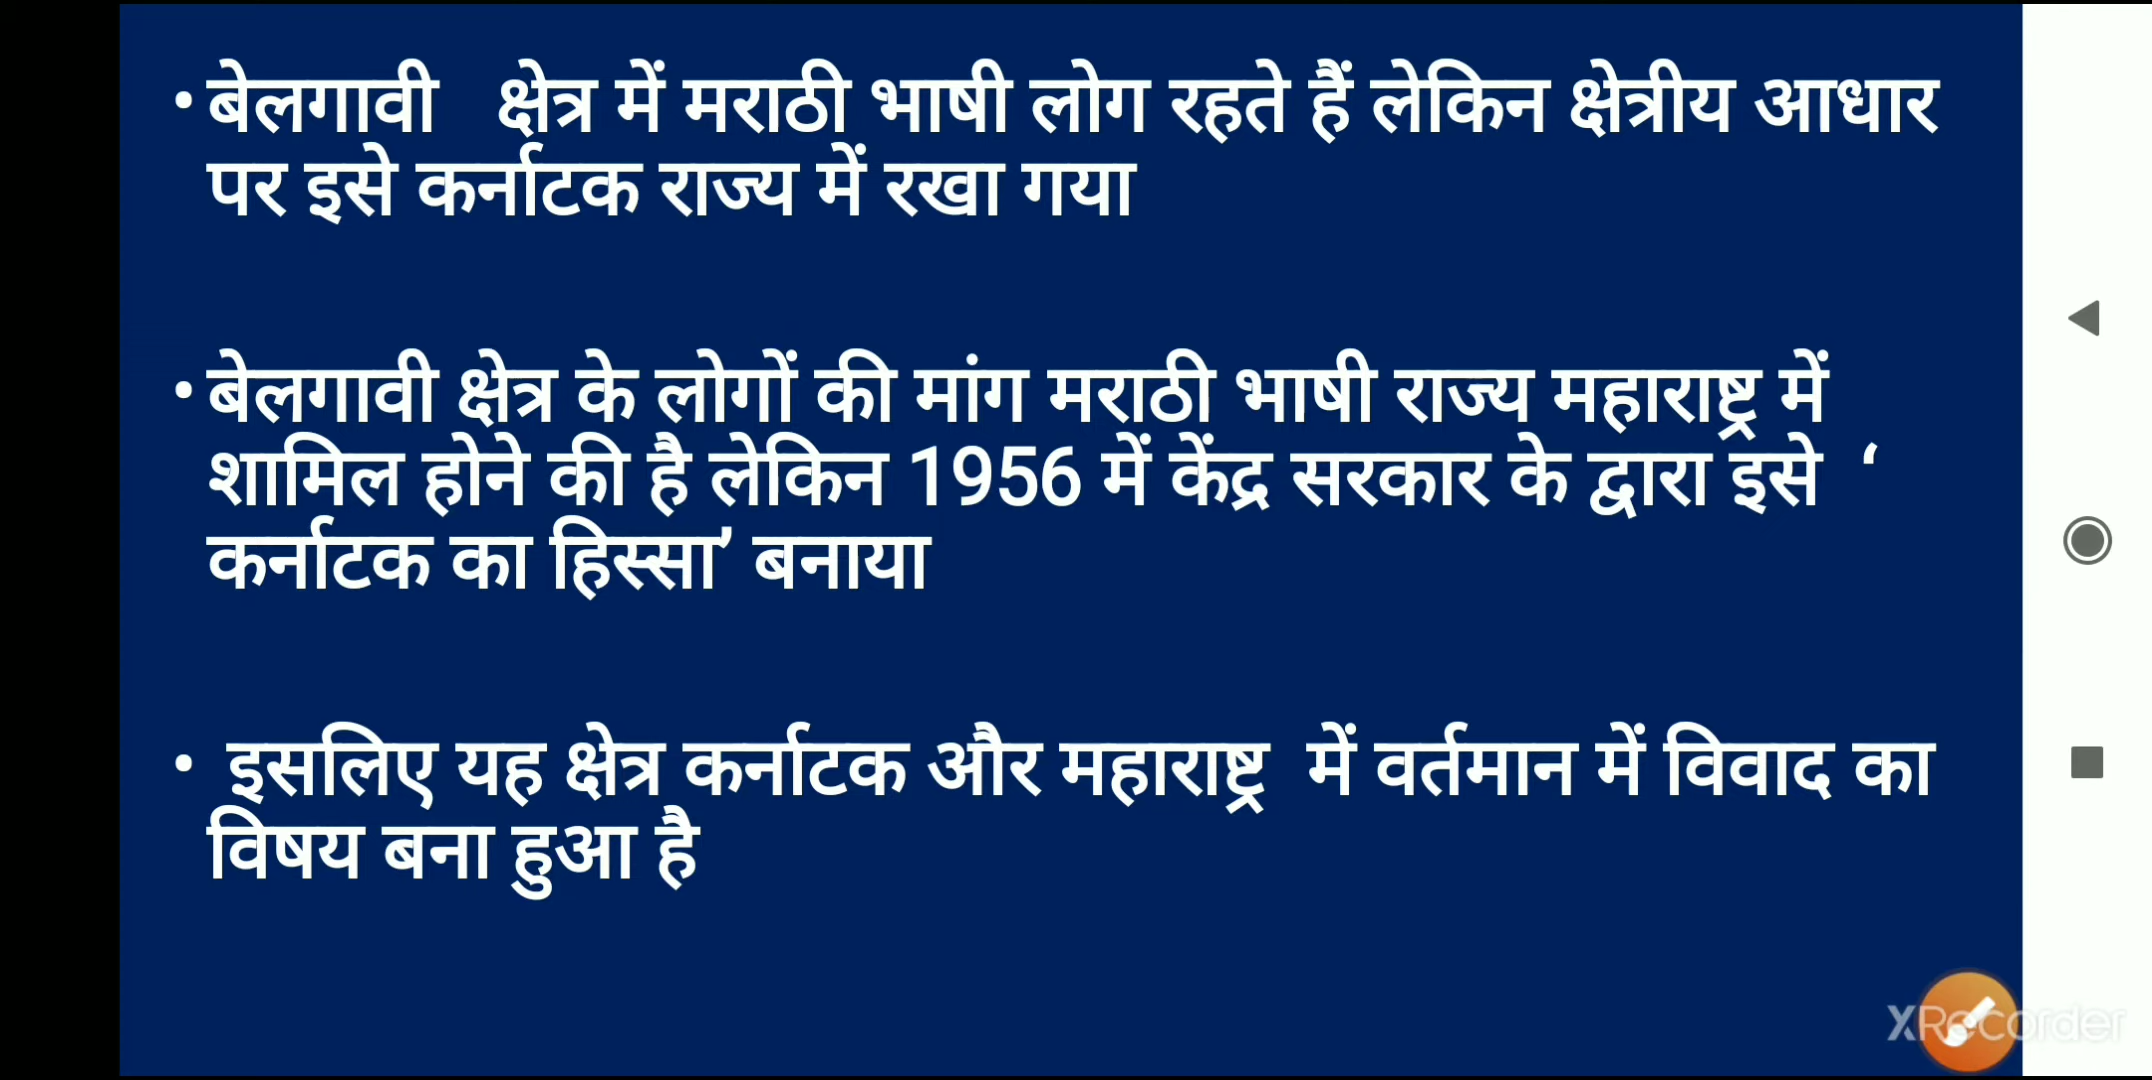 • बेलगावी क्षेत्र में मराठी भाषी लोग रहते हैं लेकिन क्षेत्रीय आधार
पर इसे कर्नाटक राज्य में रखा गया
• बेलगावी क्षेत्र के लोगों की मांग मराठी भाषी राज्य महाराष्ट्र में
शामिल होने की है लेकिन 1956 में केंद्र सरकार के द्वारा इसे ‘
कर्नाटक का हिस्सा’ बनाया
• इसलिए यह क्षेत्र कर्नाटक और महाराष्ट्र में वर्तमान में विवाद का
विषय बना हुआ है
XRecorder